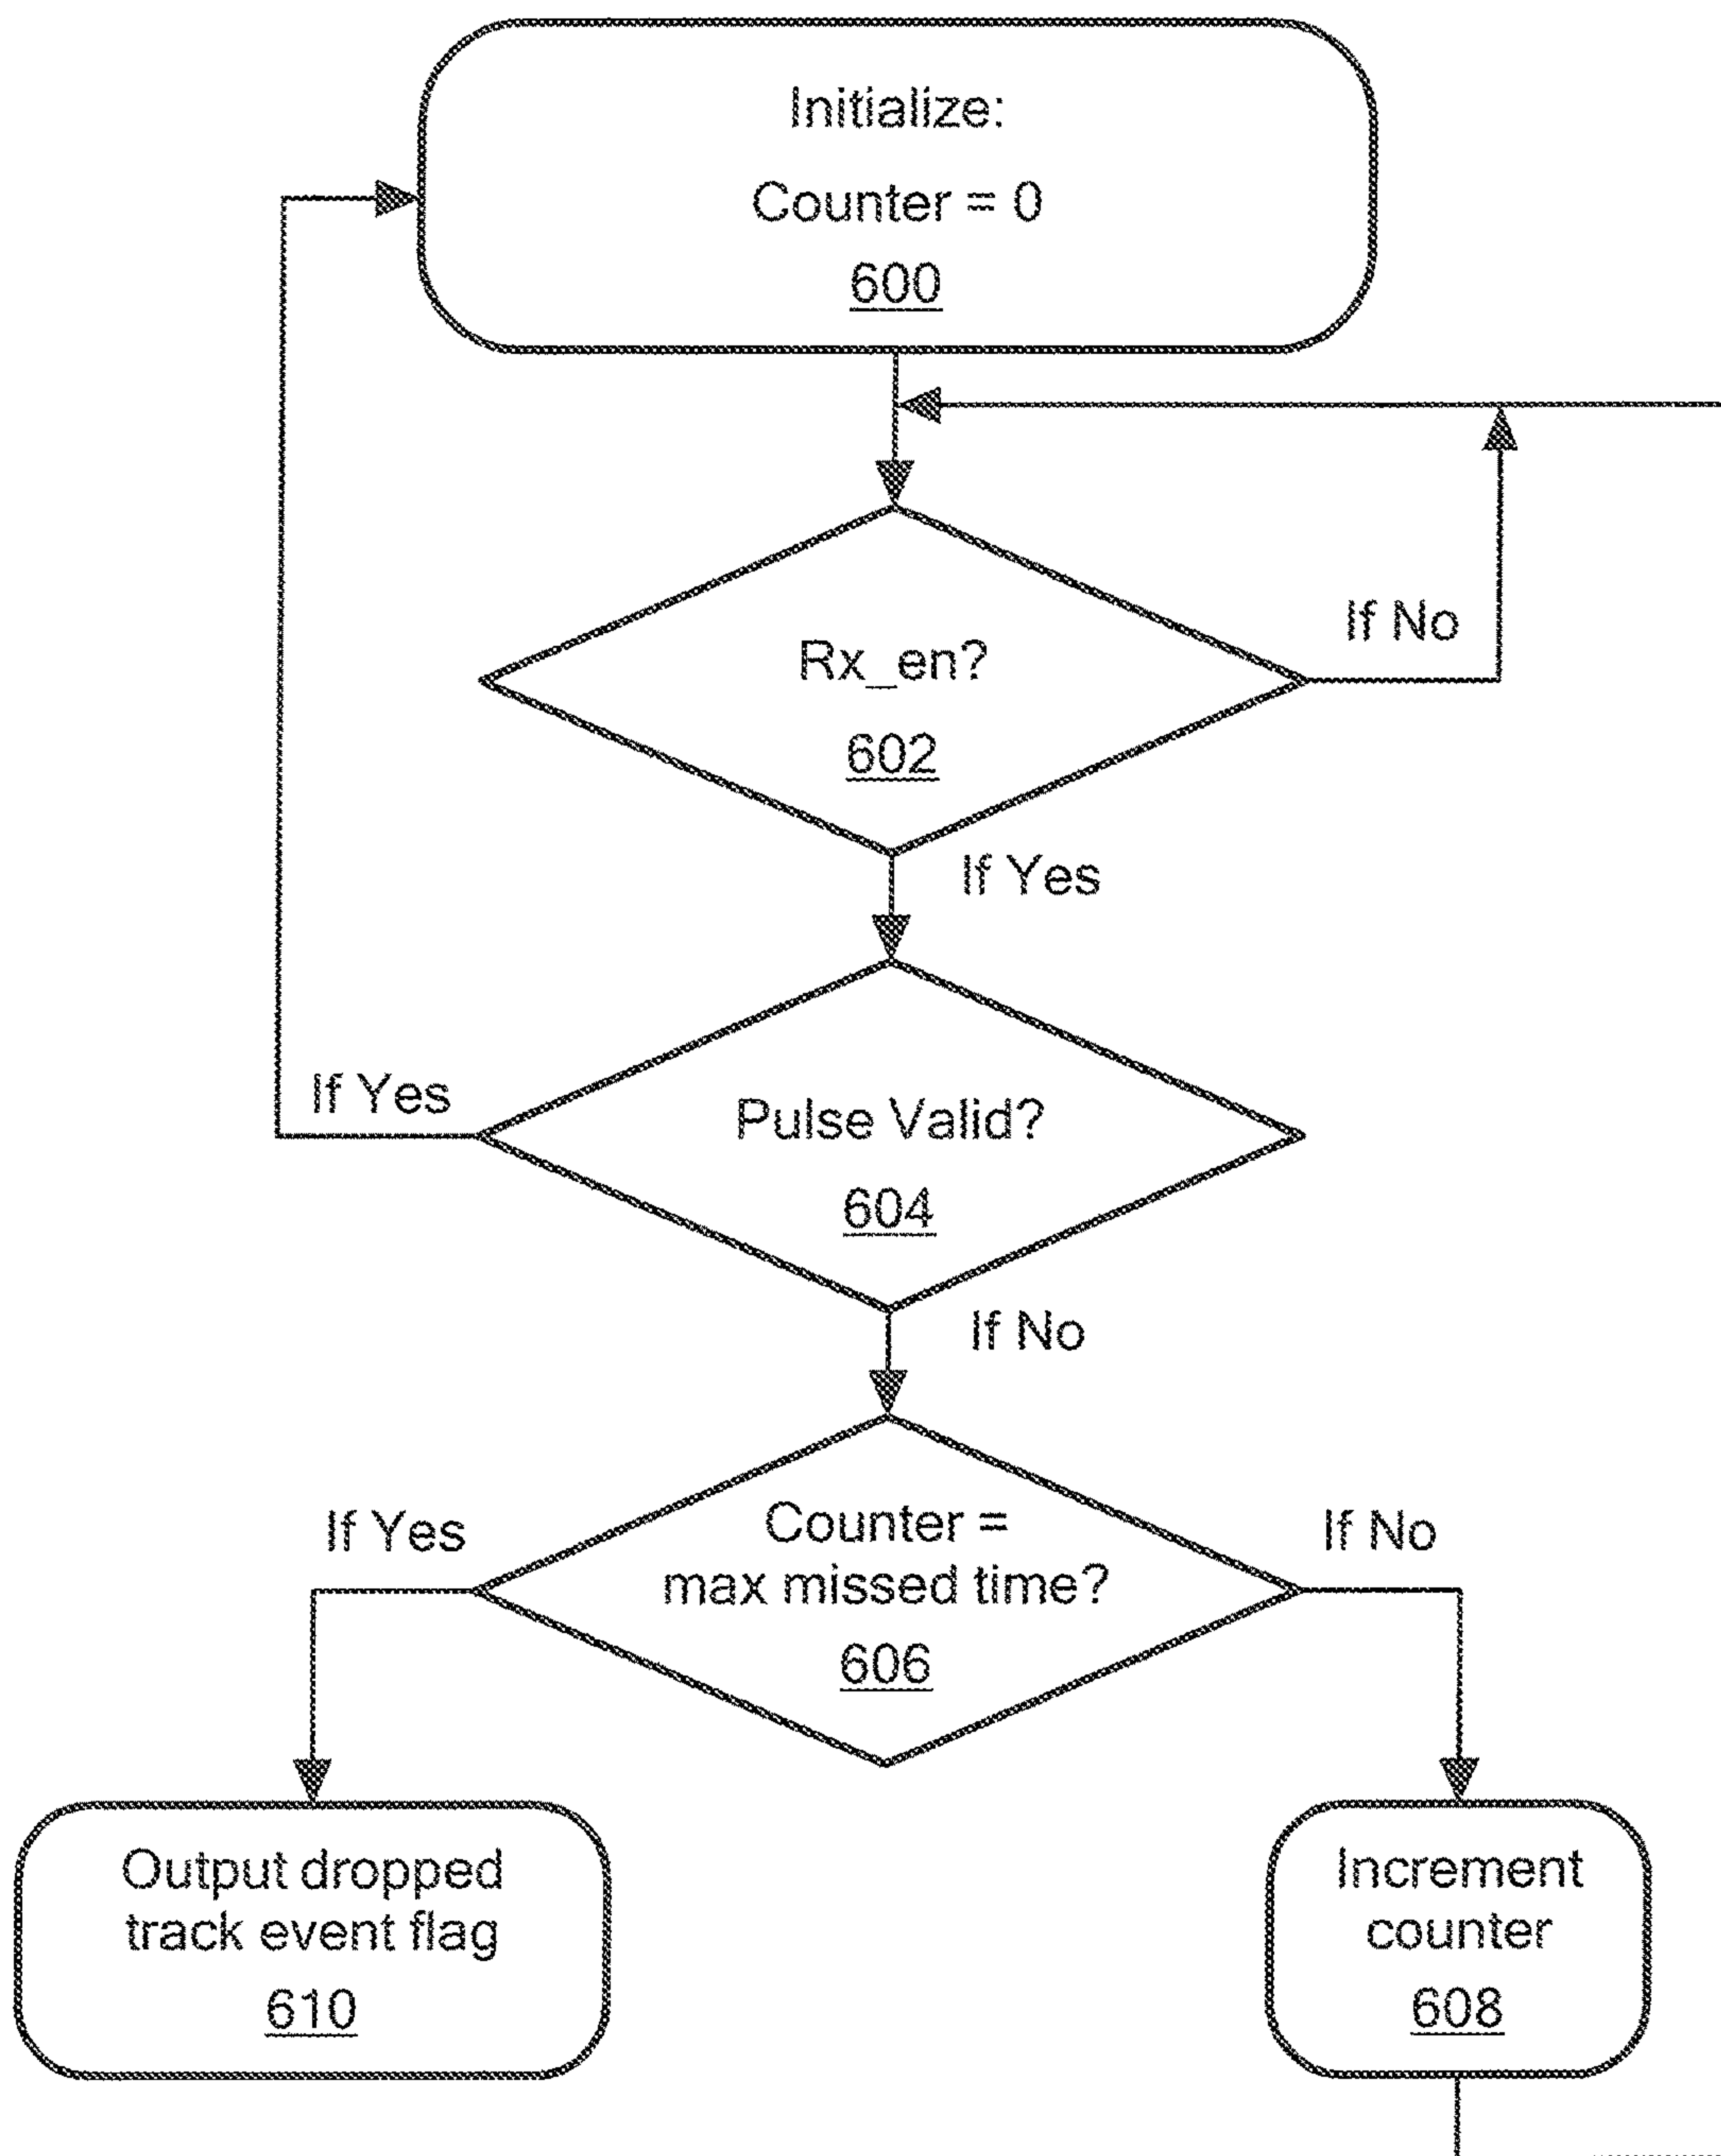 Initialize:
Counter = 0
600
Rx_en?
602
If No
If Yes
Pulse Valid?
604
If Yes
If No
Counter =
max missed time?
606
If Yes
If No
Output dropped
track event flag
610
Increment
counter
608